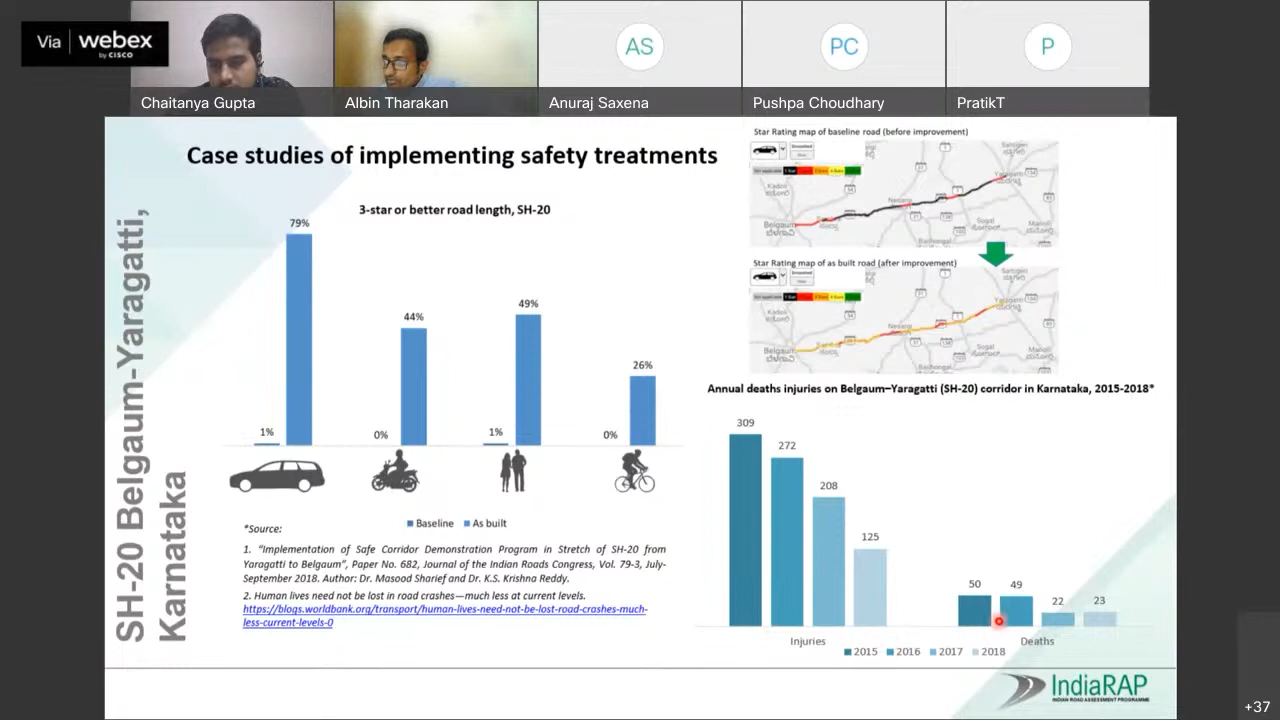 Via webex
by CISCO
Chaitanya Gupta
Albin Tharakan
AS
Anuraj Saxena
PC
Pushpa Choudhary
P
PratikT
SH-20 Belgaum-Yaragatti,
Karnataka
Case studies of implementing safety treatments
3-star or better road length, SH-20
1%
79%
0%
44%
1%
49%
0%
26%
Baseline
As built
*Source:
1. "Implementation of Safe Corridor Demonstration Program in Stretch of SH-20 from
Yaragatti to Belgaum", Paper No. 682, Journal of the Indian Roads Congress, Vol. 79-3, July-
September 2018. Author: Dr. Masood Sharief and Dr. K.S. Krishna Reddy.
2. Human lives need not be lost in road crashes—much less at current levels.
https://blogs.worldbank.org/transport/human-lives-need-not-be-lost-road-crashes-much-
less-current-levels-0
Star Rating map of baseline road (before improvement)
Belgaum
ಬೆಳಗಾವಿ
Nesargi
Yaragatti
Star Rating map of as built road (after improvement)
Belgaum
ಬೆಳಗಾವಿ
Nesargi
Yaragatti
Annual deaths injuries on Belgaum–Yaragatti (SH-20) corridor in Karnataka, 2015-2018*
309
272
208
125
50
49
22
23
Injuries
Deaths
2015
2016
2017
2018
IndiaRAP
INDIAN ROAD ASSESSMENT PROGRAMME
+37